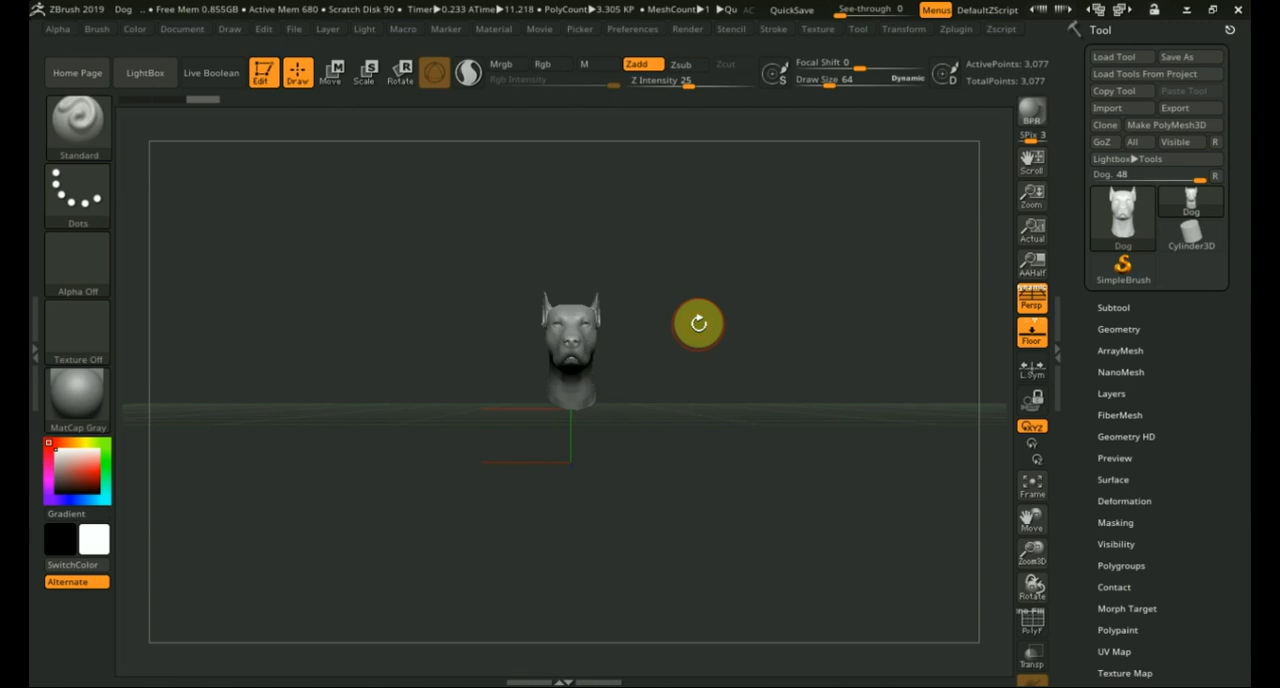 ZBrush 2019 Dog .. • Free Mem 0.855GB • Active Mem 680 • Scratch Disk 90 • Timer▶0.233 ATime▶11.218 • PolyCount▶3.305 KP • MeshCount▶1 ▶Qu AC QuickSave See-through 0 Menus DefaultZScript
Alpha Brush Color Document Draw Edit File Layer Light Macro Marker Material Movie Picker Preferences Render Stencil Stroke Texture Tool Transform Zplugin Zscript Tool
Home Page LightBox Live Boolean Edit Draw Move Scale Rotate Mrgb Rgb M Zadd Zsub Zcut Focal Shift 0 ActivePoints: 3,077
Rgb Intensity Z Intensity 25 S Draw Size 64 Dynamic D TotalPoints: 3,077
Standard
Dots
Alpha Off
Texture Off
MatCap Gray
Gradient
SwitchColor
Alternate
BPR
SPix 3
Scroll
Zoom
Actual
AAHalf
Dynamic
Persp
Floor
L.Sym
XYZ
Frame
Move
Zoom3D
Rotate
Line Fill
PolyF
Transp
Load Tool Save As
Load Tools From Project
Copy Tool Paste Tool
Import Export
Clone Make PolyMesh3D
GoZ All Visible R
Lightbox▶Tools
Dog. 48 R
Dog
Dog Cylinder3D
SimpleBrush
Subtool
Geometry
ArrayMesh
NanoMesh
Layers
FiberMesh
Geometry HD
Preview
Surface
Deformation
Masking
Visibility
Polygroups
Contact
Morph Target
Polypaint
UV Map
Texture Map